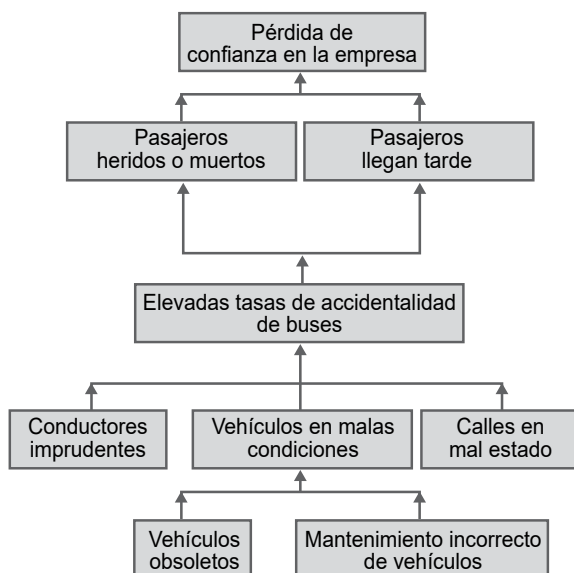 Pérdida de
confianza en la empresa
Pasajeros
heridos o muertos
Pasajeros
llegan tarde
Elevadas tasas de accidentalidad
de buses
Conductores
imprudentes
Vehículos en malas
condiciones
Calles en
mal estado
Vehículos
obsoletos
Mantenimiento incorrecto
de vehículos